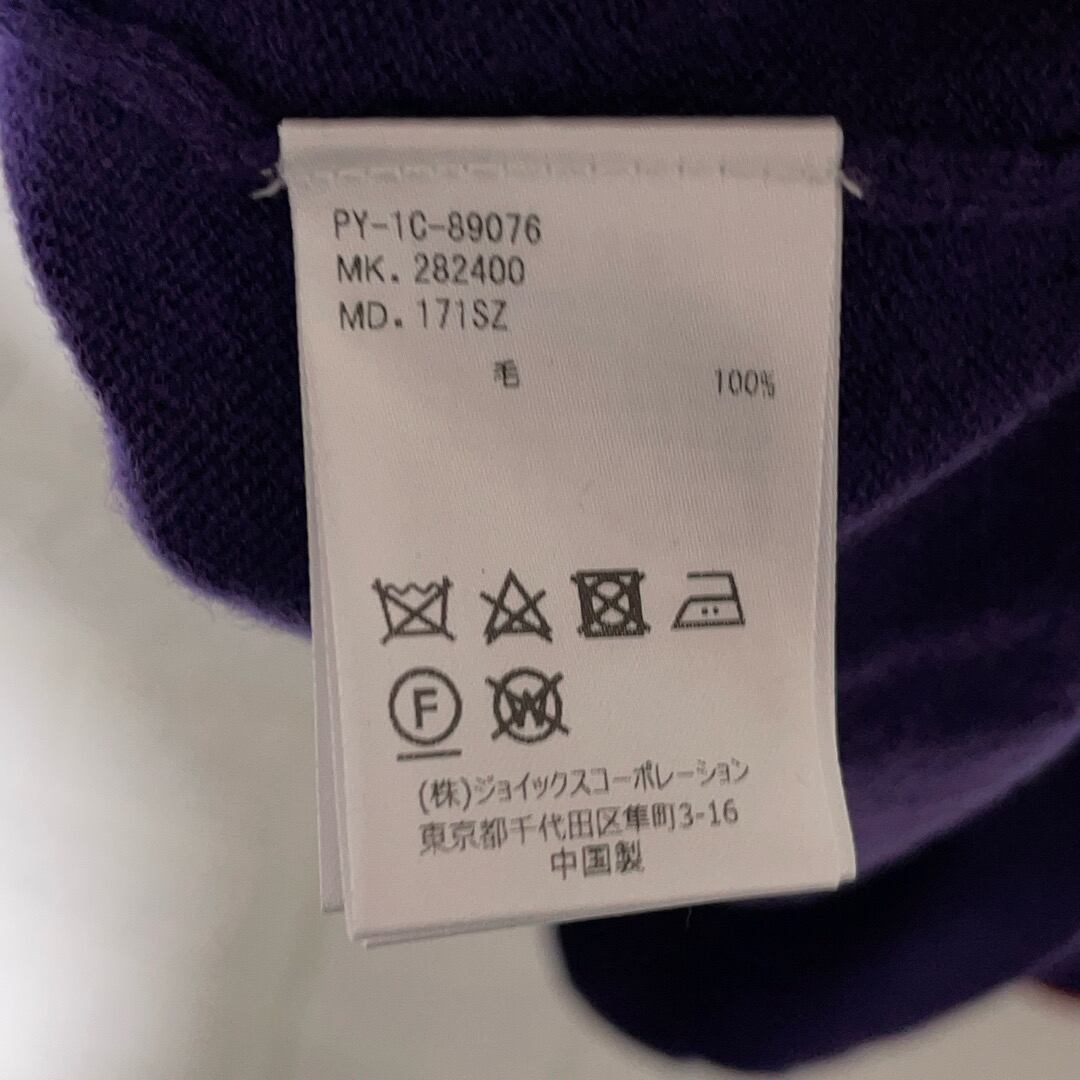 PY-1C-89076
MK. 282400
MD. 171SZ
毛 100%
F W
(株)ジョイックスコーポレーション
東京都千代田区隼町3-16
中国製